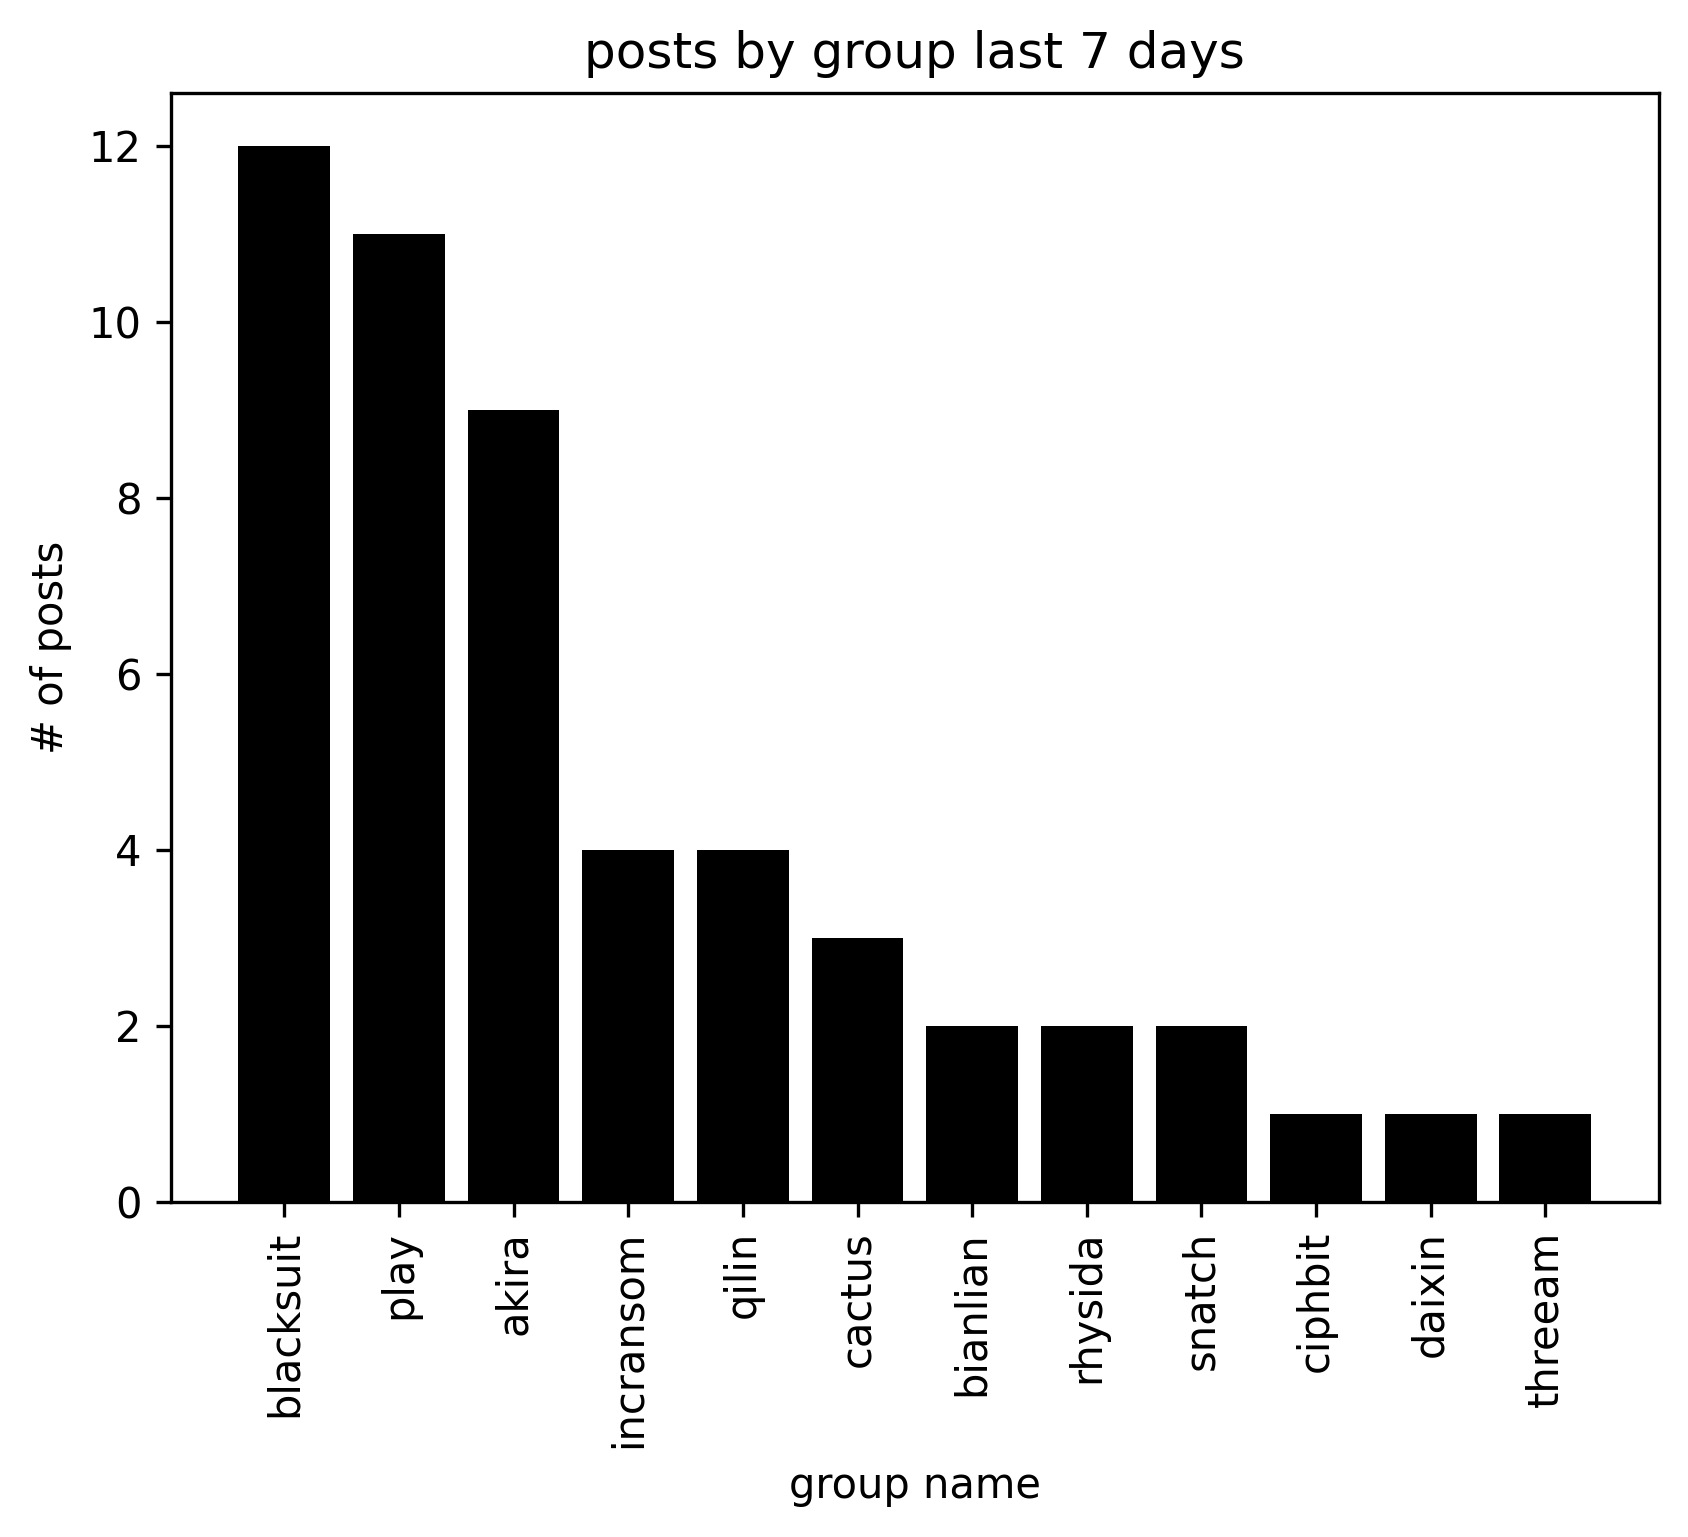 posts by group last 7 days
12
10
8
6
4
2
0
# of posts
blacksuit
play
akira
incransom
qilin
cactus
bianlian
rhysida
snatch
ciphbit
daixin
threeam
group name